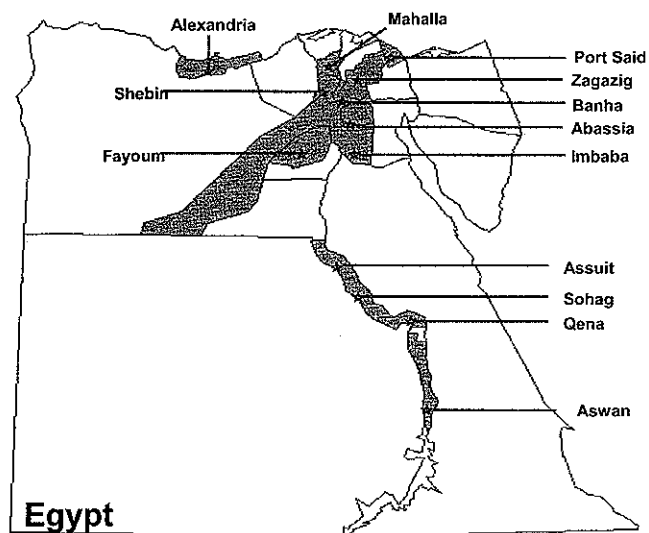 Alexandria
Mahalla
Port Said
Zagazig
Shebin
Banha
Abassia
Fayoum
Imbaba
Assuit
Sohag
Qena
Aswan
Egypt